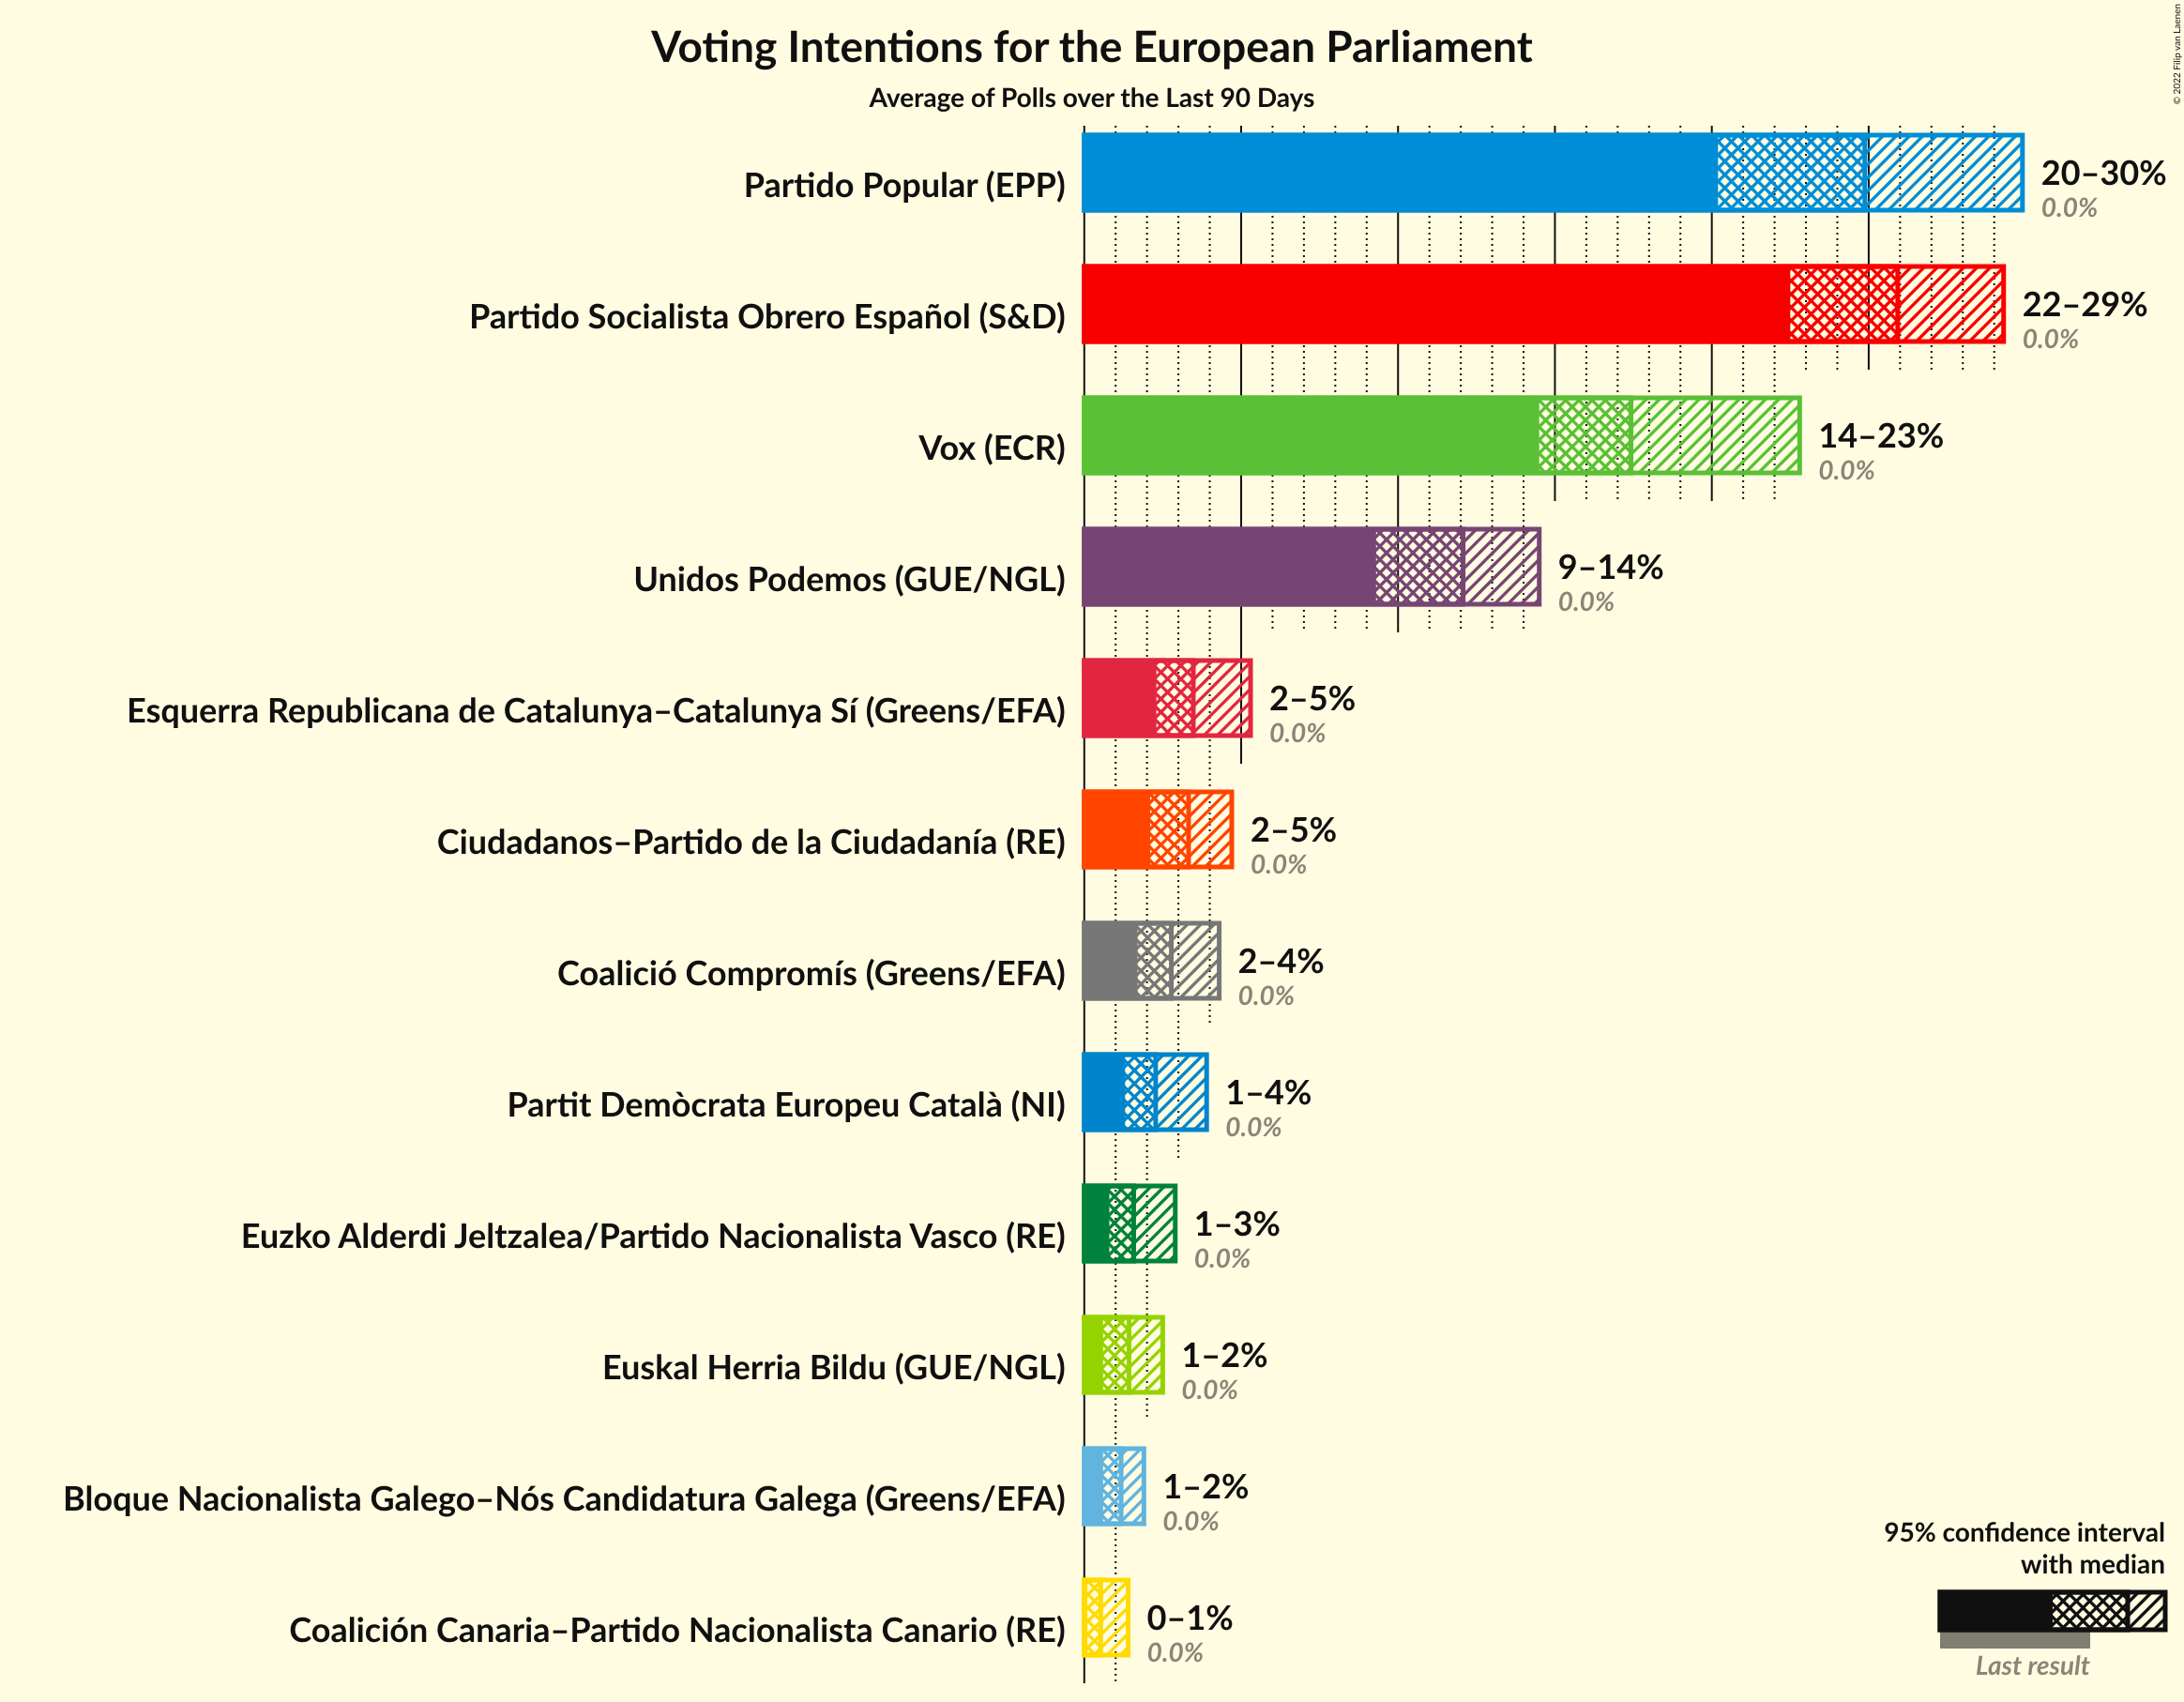 © 2022 Filip van Laenen
Voting Intentions for the European Parliament
Average of Polls over the Last 90 Days
Partido Popular (EPP)
20–30%
0.0%
Partido Socialista Obrero Español (S&D)
22–29%
0.0%
Vox (ECR)
14–23%
0.0%
Unidos Podemos (GUE/NGL)
9–14%
0.0%
Esquerra Republicana de Catalunya–Catalunya Sí (Greens/EFA)
2–5%
0.0%
Ciudadanos–Partido de la Ciudadanía (RE)
2–5%
0.0%
Coalició Compromís (Greens/EFA)
2–4%
0.0%
Partit Demòcrata Europeu Català (NI)
1–4%
0.0%
Euzko Alderdi Jeltzalea/Partido Nacionalista Vasco (RE)
1–3%
0.0%
Euskal Herria Bildu (GUE/NGL)
1–2%
0.0%
Bloque Nacionalista Galego–Nós Candidatura Galega (Greens/EFA)
1–2%
0.0%
Coalición Canaria–Partido Nacionalista Canario (RE)
0–1%
0.0%
95% confidence interval
with median
Last result